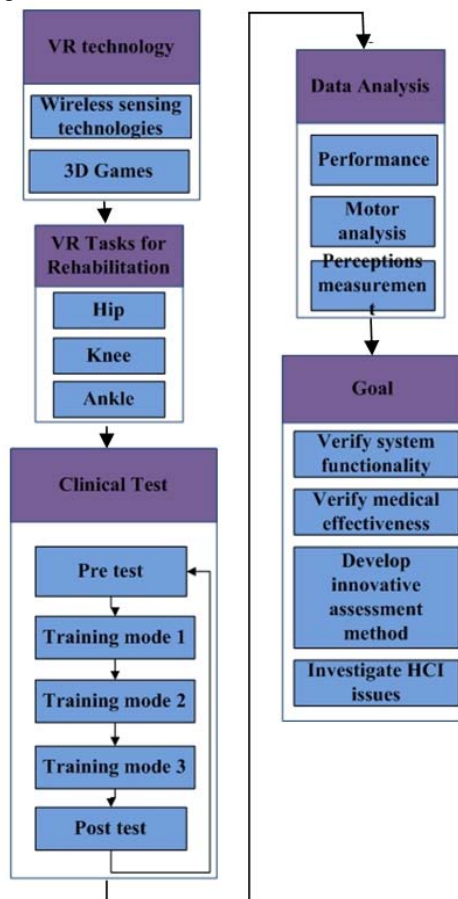 VR technology
Wireless sensing
technologies
3D Games
VR Tasks for
Rehabilitation
Hip
Knee
Ankle
Clinical Test
Pre test
Training mode 1
Training mode 2
Training mode 3
Post test
Data Analysis
Performance
Motor
analysis
Perceptions
measuremen
t
Goal
Verify system
functionality
Verify medical
effectiveness
Develop
innovative
assessment
method
Investigate HCI
issues